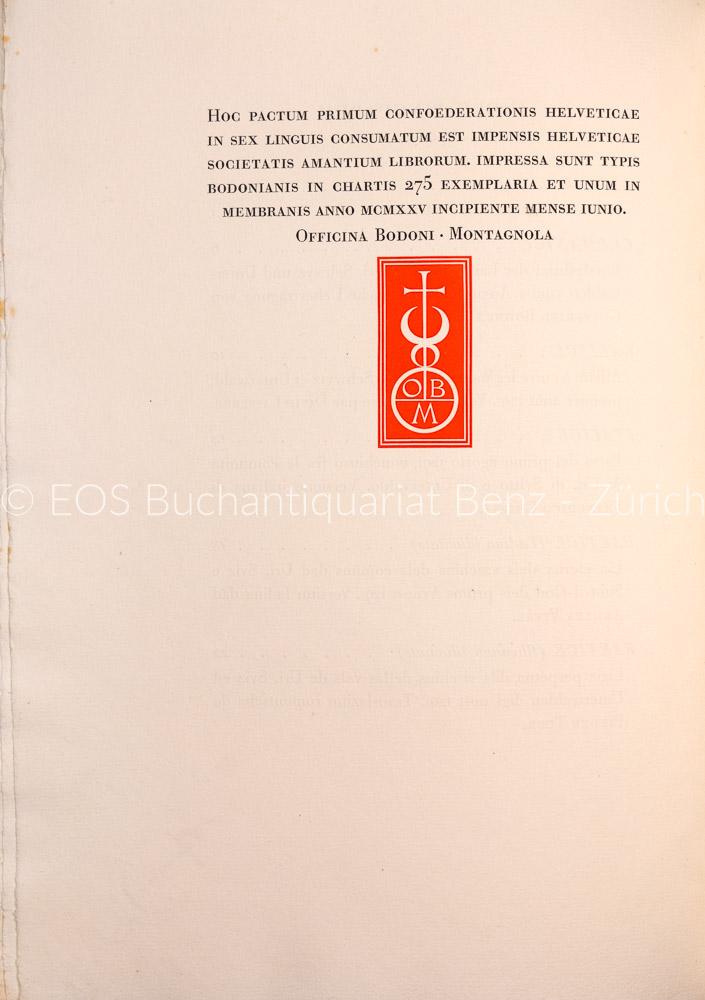 Hoc pactum primum confoederationis helveticae
in sex linguis consumatum est impensis helveticae
societatis amantium librorum. impressa sunt typis
bodonianis in chartis 275 exemplaria et unum in
membranis anno mcmxxv incipiente mense iunio.
Officina Bodoni · Montagnola
O B
M
© EOS Buchantiquariat Benz - Zürich